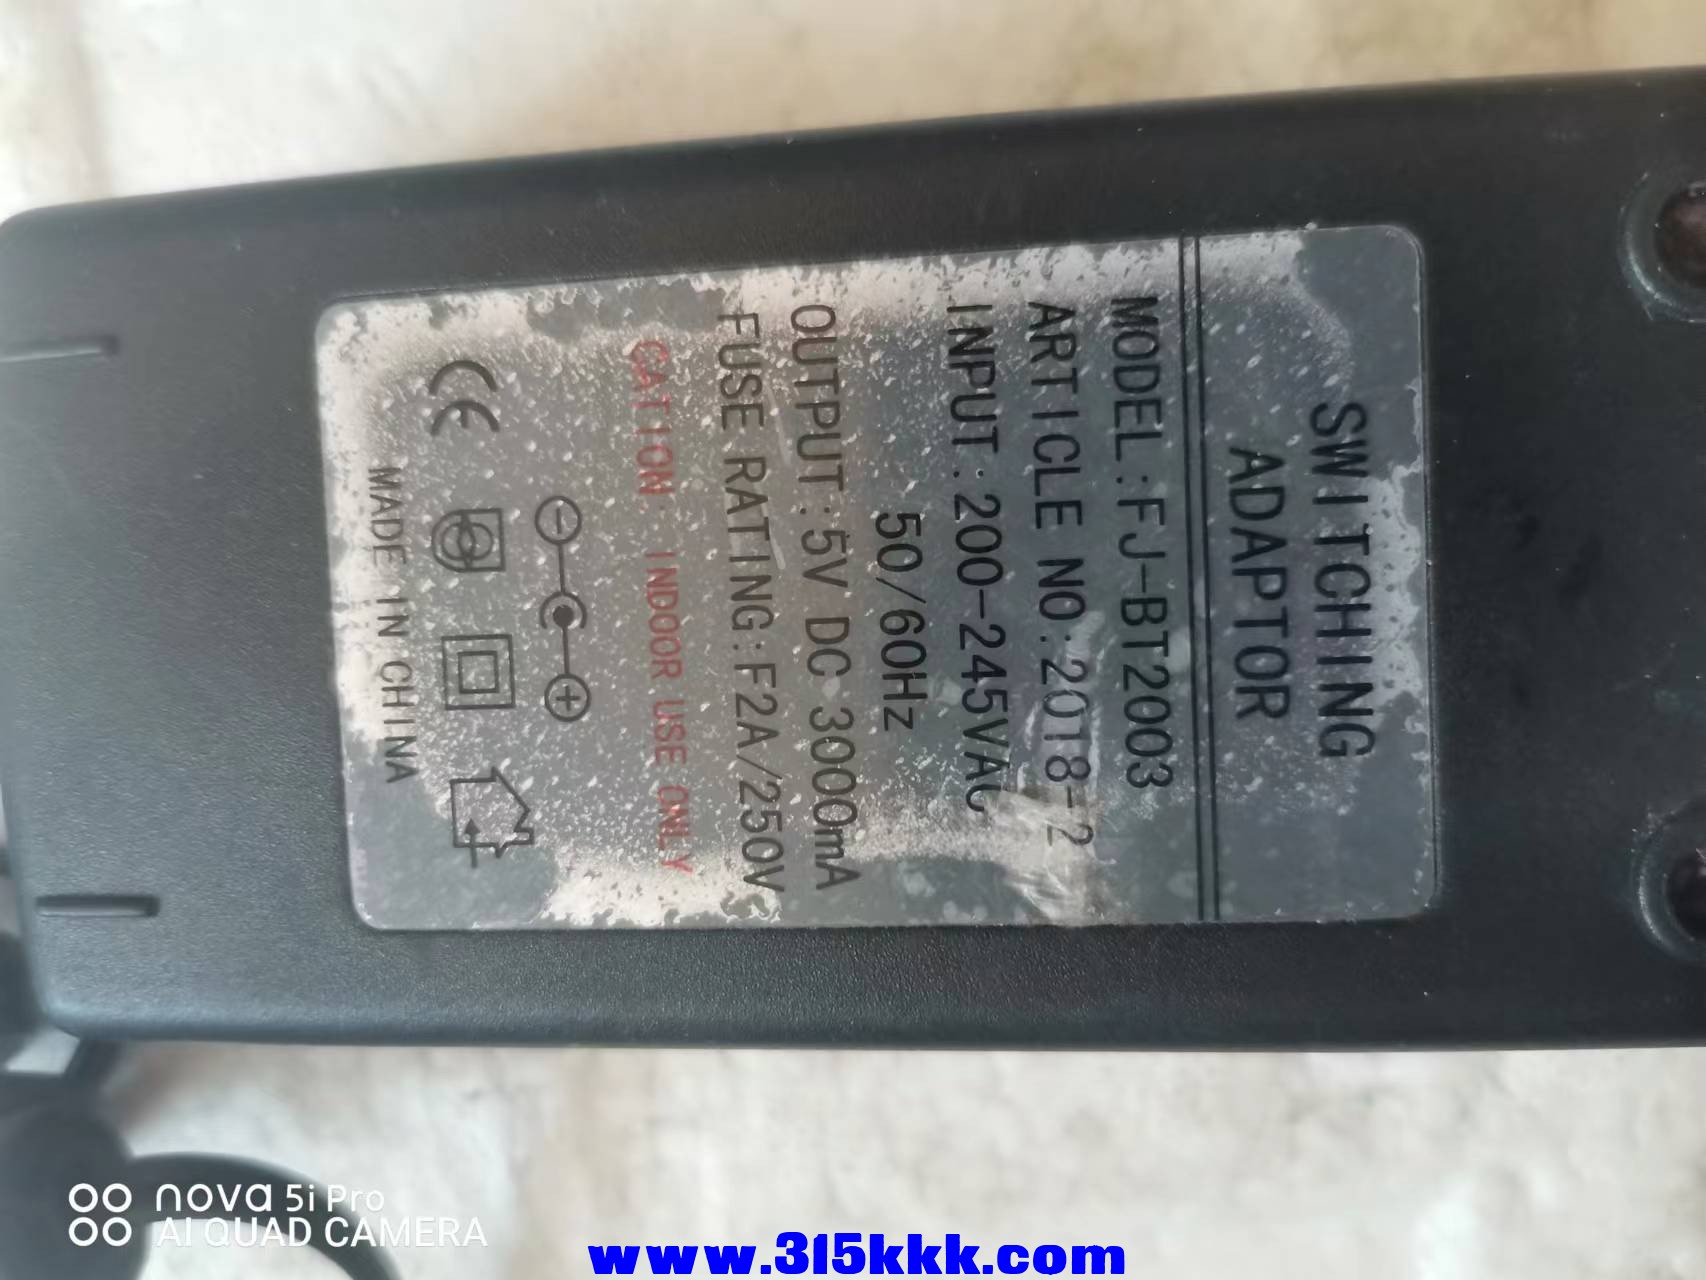 SWITCHING
ADAPTOR
MODEL:FJ-BT2003
ARTICLE NO:2018-2
INPUT:200-245VAC
50/60Hz
OUTPUT:5V DC 3000mA
FUSE RATING:F2A/250V
CATION: INDOOR USE ONLY
CE
MADE IN CHINA
nova 5i Pro
AI QUAD CAMERA
www.315kkk.com